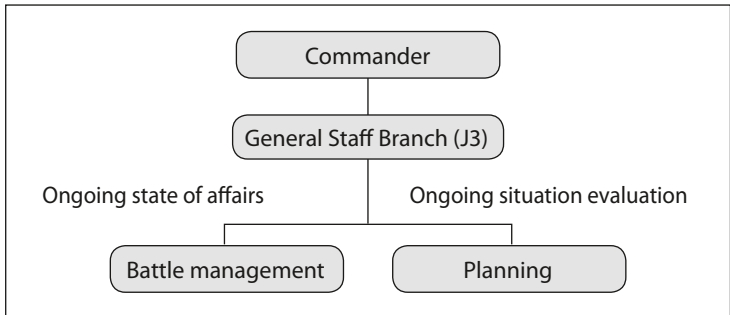 Commander
General Staff Branch (J3)
Ongoing state of affairs
Ongoing situation evaluation
Battle management
Planning